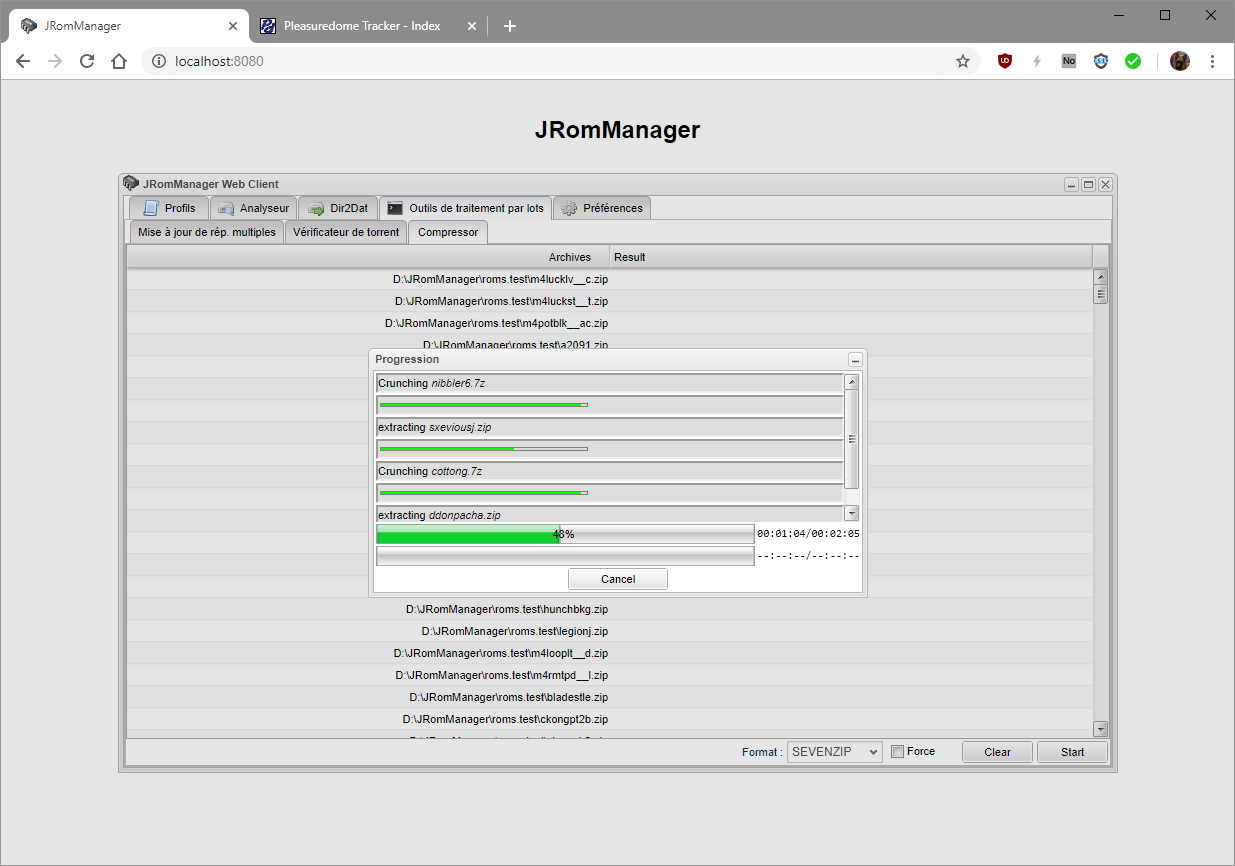 JRomManager
Pleasuredome Tracker - Index
localhost:8080
UD
No
SSL
JRomManager
JRomManager Web Client
Profils
Analyseur
Dir2Dat
Outils de traitement par lots
Préférences
Mise à jour de rép. multiples
Vérificateur de torrent
Compressor
Archives
Result
D:\JRomManager\roms.test\m4lucklv__c.zip
D:\JRomManager\roms.test\m4luckst__t.zip
D:\JRomManager\roms.test\m4potblk__ac.zip
D:\JRomManager\roms.test\a2091.zip
Progression
Crunching nibbler6.7z
extracting sxeviousj.zip
Crunching cottong.7z
extracting ddonpacha.zip
48%
00:01:04/00:02:05
--:--:--/--:--:--
Cancel
D:\JRomManager\roms.test\hunchbkg.zip
D:\JRomManager\roms.test\legionj.zip
D:\JRomManager\roms.test\m4looplt__d.zip
D:\JRomManager\roms.test\m4rmtpd__l.zip
D:\JRomManager\roms.test\bladestle.zip
D:\JRomManager\roms.test\ckongpt2b.zip
Format :
SEVENZIP
Force
Clear
Start